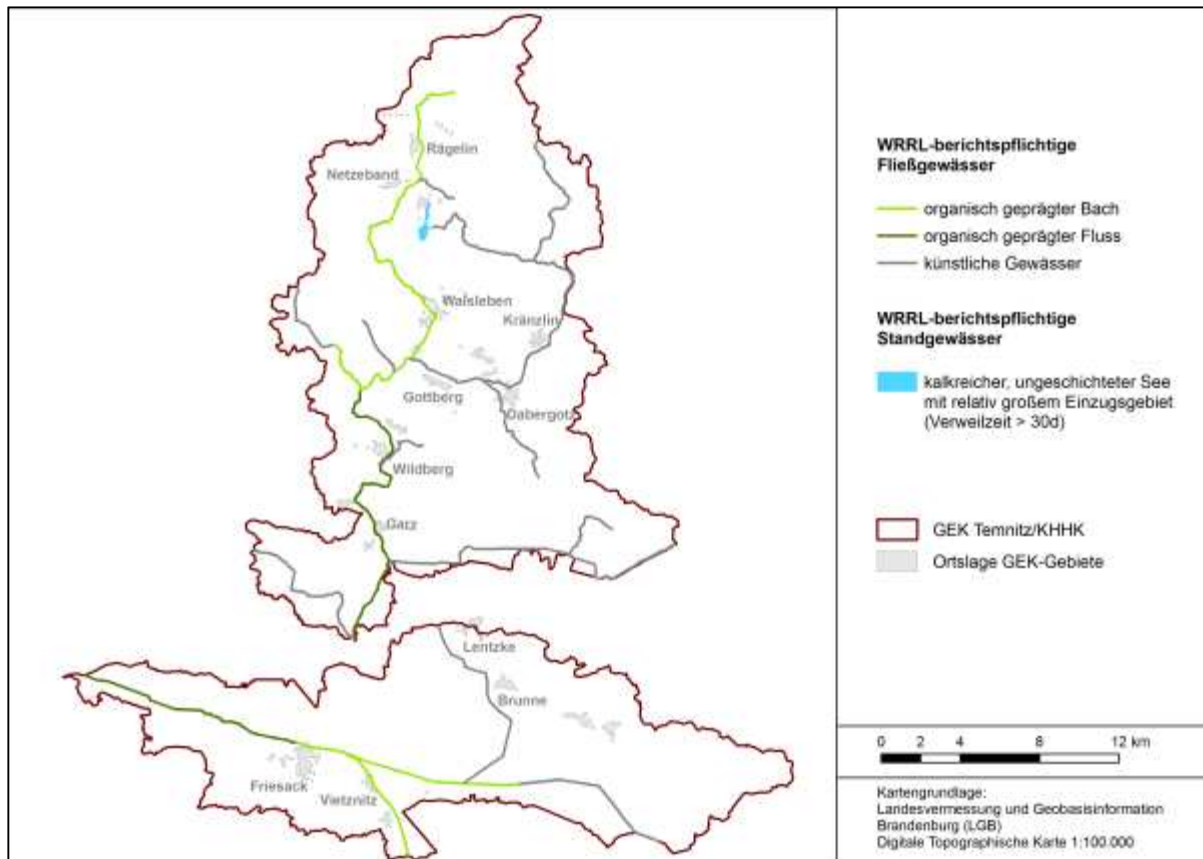 Rägelin
Netzeband
Walsleben
Kränzlin
Gottberg
Dabergotz
Wildberg
Garz
Lentzke
Brunne
Friesack
Vietznitz
WRRL-berichtspflichtige
Fließgewässer
organisch geprägter Bach
organisch geprägter Fluss
künstliche Gewässer
WRRL-berichtspflichtige
Standgewässer
kalkreicher, ungeschichteter See
mit relativ großem Einzugsgebiet
(Verweilzeit > 30d)
GEK Temnitz/KHHK
Ortslage GEK-Gebiete
0 2 4 8 12 km
Kartengrundlage:
Landesvermessung und Geobasisinformation
Brandenburg (LGB)
Digitale Topographische Karte 1:100.000